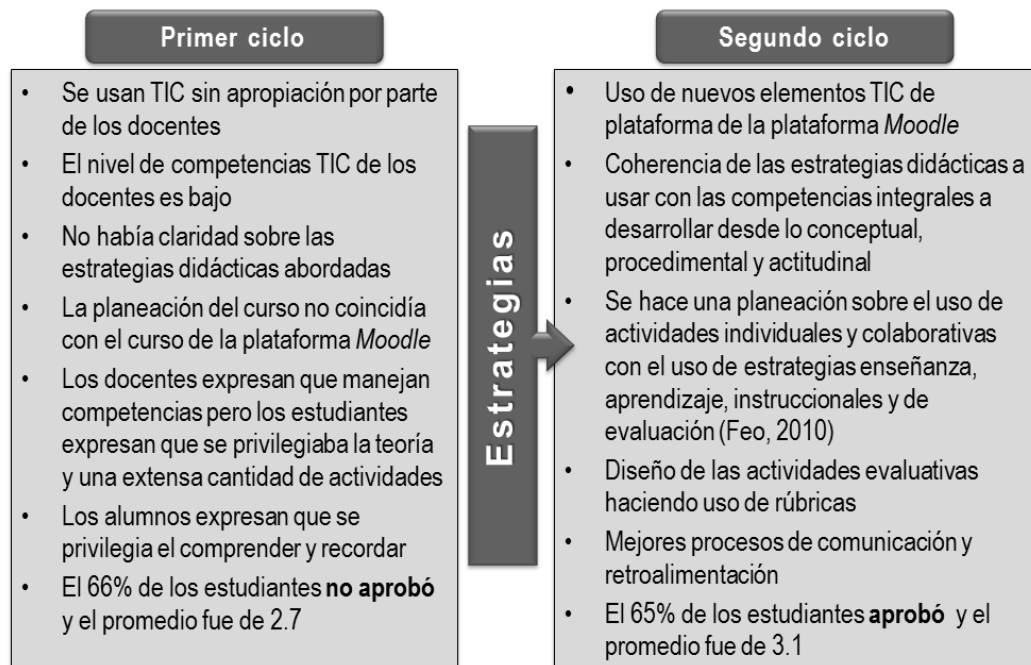 Primer ciclo
• Se usan TIC sin apropiación por parte
de los docentes
• El nivel de competencias TIC de los
docentes es bajo
• No había claridad sobre las
estrategias didácticas abordadas
• La planeación del curso no coincidía
con el curso de la plataforma Moodle
• Los docentes expresan que manejan
competencias pero los estudiantes
expresan que se privilegiaba la teoría
y una extensa cantidad de actividades
• Los alumnos expresan que se
privilegia el comprender y recordar
• El 66% de los estudiantes no aprobó
y el promedio fue de 2.7
Estrategias
Segundo ciclo
• Uso de nuevos elementos TIC de
plataforma de la plataforma Moodle
• Coherencia de las estrategias didácticas a
usar con las competencias integrales a
desarrollar desde lo conceptual,
procedimental y actitudinal
• Se hace una planeación sobre el uso de
actividades individuales y colaborativas
con el uso de estrategias enseñanza,
aprendizaje, instruccionales y de
evaluación (Feo, 2010)
• Diseño de las actividades evaluativas
haciendo uso de rúbricas
• Mejores procesos de comunicación y
retroalimentación
• El 65% de los estudiantes aprobó y el
promedio fue de 3.1